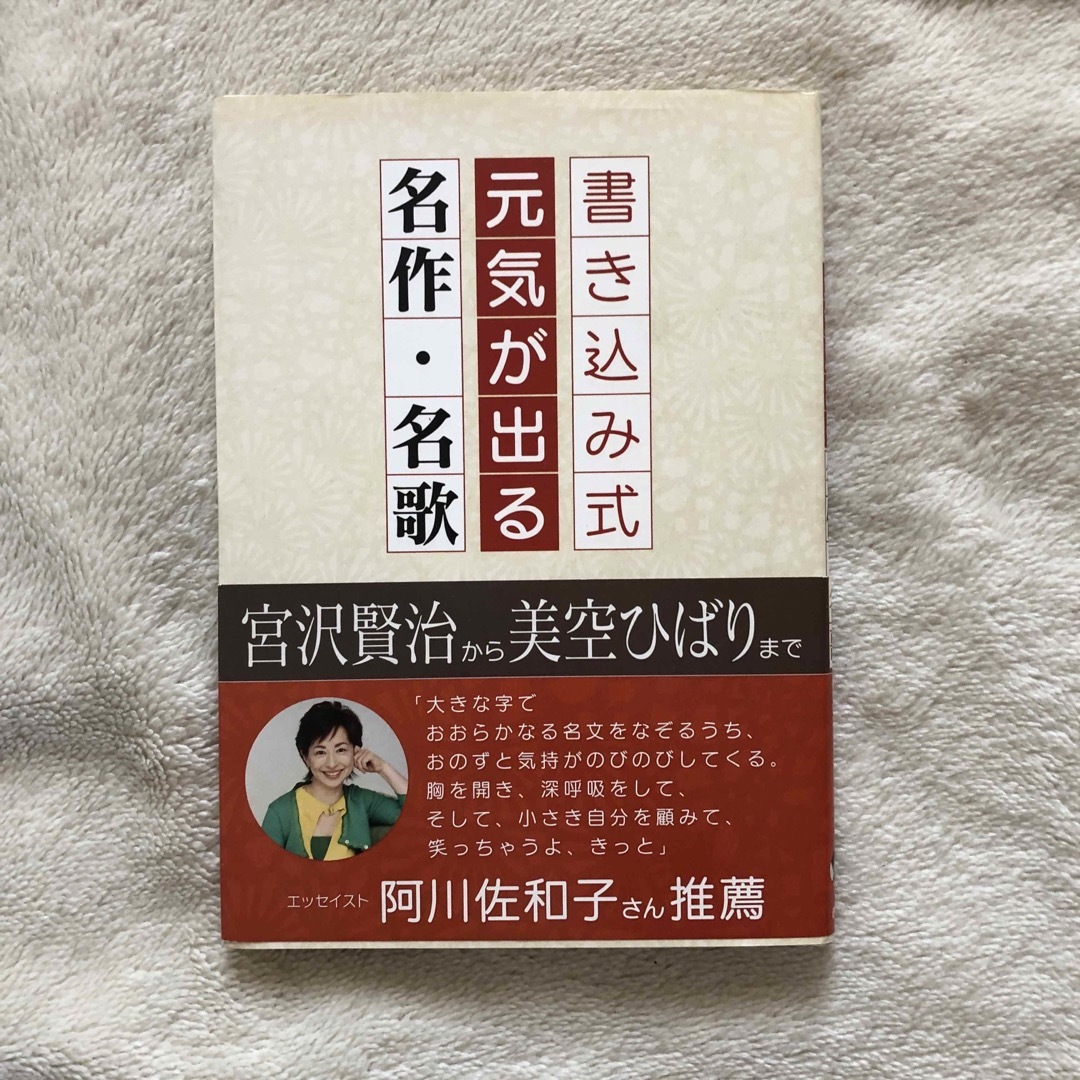 書き込み式
元気が出る
名作・名歌
宮沢賢治から美空ひばりまで
「大きな字で
おおらかなる名文をなぞるうち、
おのずと気持がのびのびしてくる。
胸を開き、深呼吸をして、
そして、小さき自分を顧みて、
笑っちゃうよ、きっと」
エッセイスト 阿川佐和子さん推薦